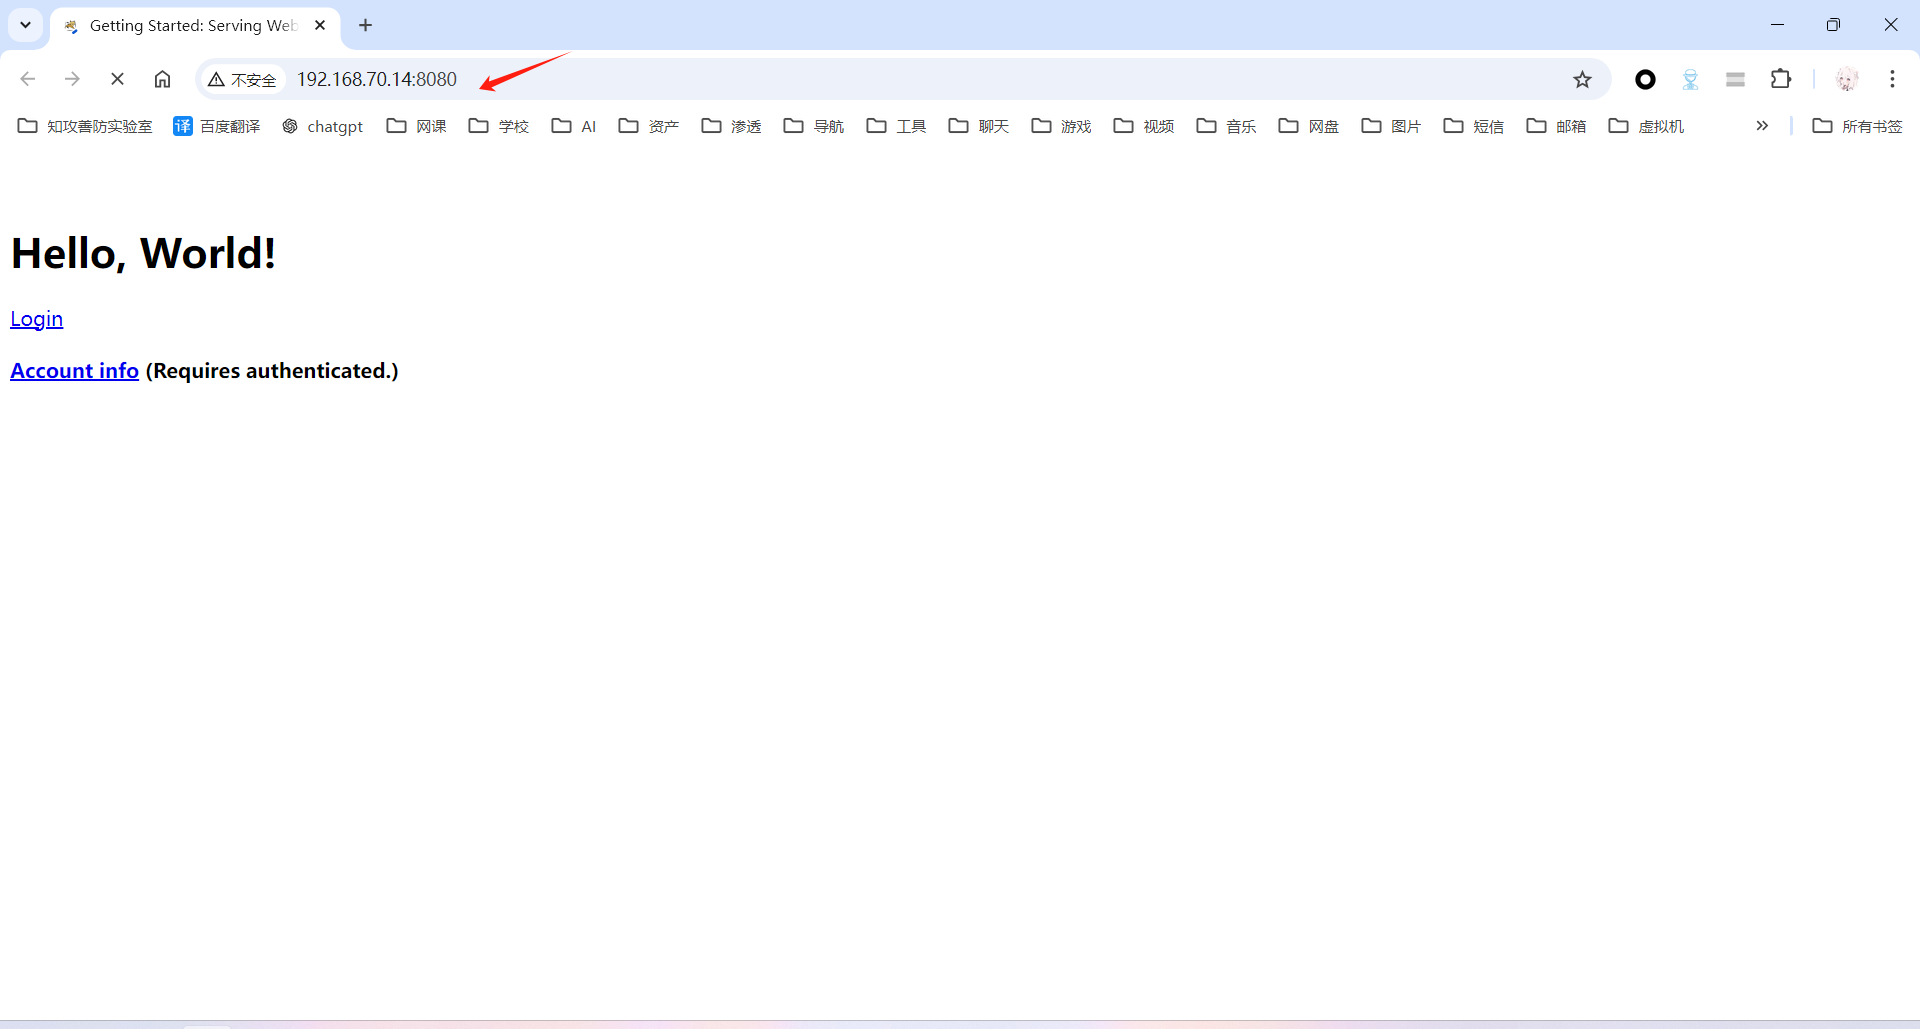 Getting Started: Serving Web
不安全 192.168.70.14:8080
知攻善防实验室 译 百度翻译 chatgpt 网课 学校 AI 资产 渗透 导航 工具 聊天 游戏 视频 音乐 网盘 图片 短信 邮箱 虚拟机 所有书签
Hello, World!
Login
Account info (Requires authenticated.)